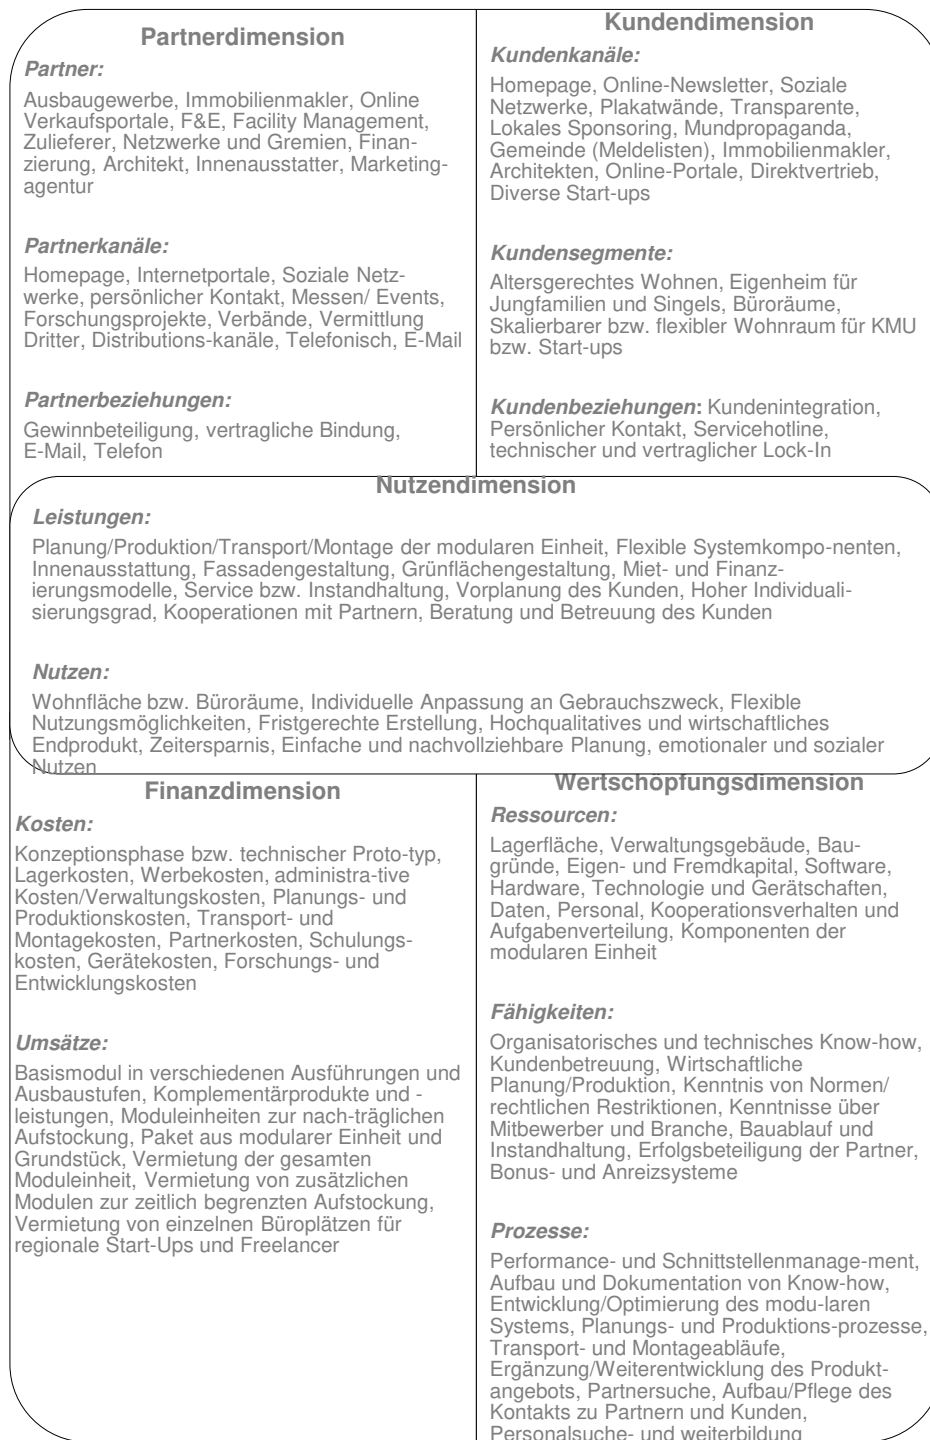 Partnerdimension
Partner:
Ausbaugewerbe, Immobilienmakler, Online
Verkaufsportale, F&E, Facility Management,
Zulieferer, Netzwerke und Gremien, Finan-
zierung, Architekt, Innenausstatter, Marketing-
agentur
Partnerkanäle:
Homepage, Internetportale, Soziale Netz-
werke, persönlicher Kontakt, Messen/ Events,
Forschungsprojekte, Verbände, Vermittlung
Dritter, Distributions-kanäle, Telefonisch, E-Mail
Partnerbeziehungen:
Gewinnbeteiligung, vertragliche Bindung,
E-Mail, Telefon
Kundendimension
Kundenkanäle:
Homepage, Online-Newsletter, Soziale
Netzwerke, Plakatwände, Transparente,
Lokales Sponsoring, Mundpropaganda,
Gemeinde (Meldelisten), Immobilienmakler,
Architekten, Online-Portale, Direktvertrieb,
Diverse Start-ups
Kundensegmente:
Altersgerechtes Wohnen, Eigenheim für
Jungfamilien und Singels, Büroräume,
Skalierbarer bzw. flexibler Wohnraum für KMU
bzw. Start-ups
Kundenbeziehungen: Kundenintegration,
Persönlicher Kontakt, Servicehotline,
technischer und vertraglicher Lock-In
Nutzendimension
Leistungen:
Planung/Produktion/Transport/Montage der modularen Einheit, Flexible Systemkompo-nenten,
Innenausstattung, Fassadengestaltung, Grünflächengestaltung, Miet- und Finanz-
ierungsmodelle, Service bzw. Instandhaltung, Vorplanung des Kunden, Hoher Individuali-
sierungsgrad, Kooperationen mit Partnern, Beratung und Betreuung des Kunden
Nutzen:
Wohnfläche bzw. Büroräume, Individuelle Anpassung an Gebrauchszweck, Flexible
Nutzungsmöglichkeiten, Fristgerechte Erstellung, Hochqualitatives und wirtschaftliches
Endprodukt, Zeitersparnis, Einfache und nachvollziehbare Planung, emotionaler und sozialer
Nutzen
Finanzdimension
Kosten:
Konzeptionsphase bzw. technischer Proto-typ,
Lagerkosten, Werbekosten, administra-tive
Kosten/Verwaltungskosten, Planungs- und
Produktionskosten, Transport- und
Montagekosten, Partnerkosten, Schulungs-
kosten, Gerätekosten, Forschungs- und
Entwicklungskosten
Umsätze:
Basismodul in verschiedenen Ausführungen und
Ausbaustufen, Komplementärprodukte und -
leistungen, Moduleinheiten zur nach-träglichen
Aufstockung, Paket aus modularer Einheit und
Grundstück, Vermietung der gesamten
Moduleinheit, Vermietung von zusätzlichen
Modulen zur zeitlich begrenzten Aufstockung,
Vermietung von einzelnen Büroplätzen für
regionale Start-Ups und Freelancer
Wertschöpfungsdimension
Ressourcen:
Lagerfläche, Verwaltungsgebäude, Bau-
gründe, Eigen- und Fremdkapital, Software,
Hardware, Technologie und Gerätschaften,
Daten, Personal, Kooperationsverhalten und
Aufgabenverteilung, Komponenten der
modularen Einheit
Fähigkeiten:
Organisatorisches und technisches Know-how,
Kundenbetreuung, Wirtschaftliche
Planung/Produktion, Kenntnis von Normen/
rechtlichen Restriktionen, Kenntnisse über
Mitbewerber und Branche, Bauablauf und
Instandhaltung, Erfolgsbeteiligung der Partner,
Bonus- und Anreizsysteme
Prozesse:
Performance- und Schnittstellenmanage-ment,
Aufbau und Dokumentation von Know-how,
Entwicklung/Optimierung des modu-laren
Systems, Planungs- und Produktions-prozesse,
Transport- und Montageabläufe,
Ergänzung/Weiterentwicklung des Produkt-
angebots, Partnersuche, Aufbau/Pflege des
Kontakts zu Partnern und Kunden,
Personalsuche- und weiterbildung